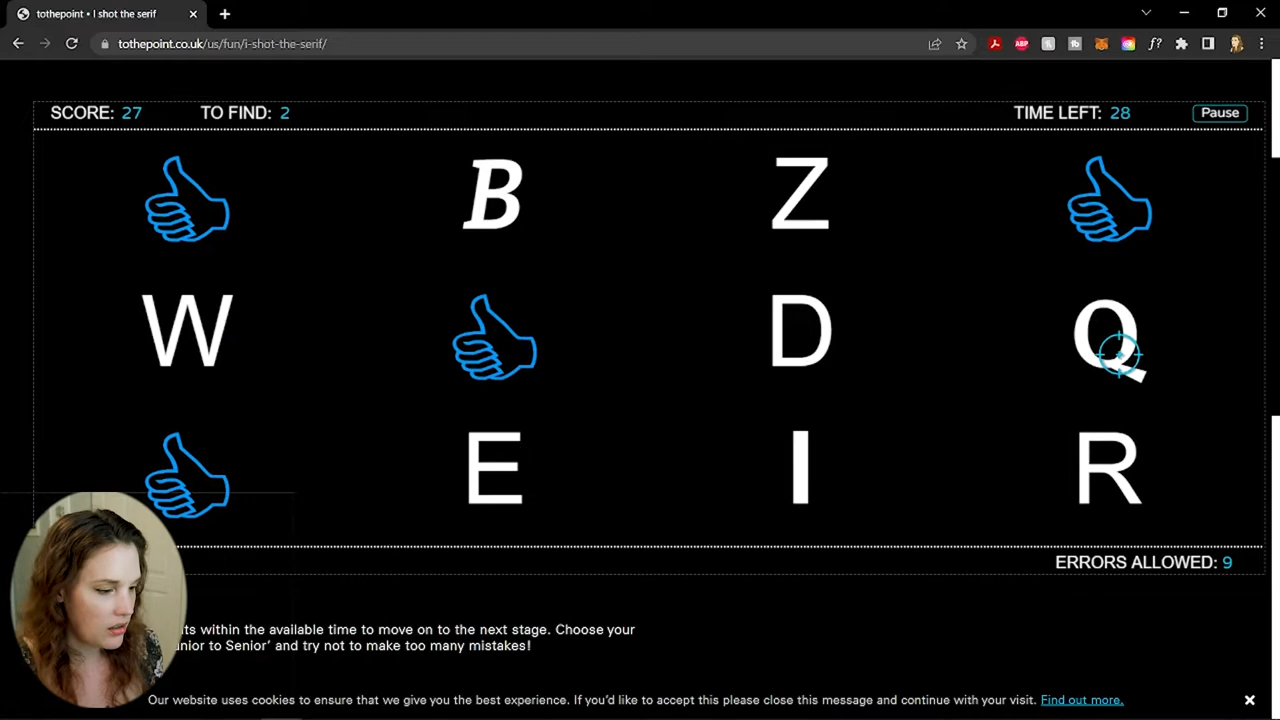 tothepoint • I shot the serif
tothepoint.co.uk/us/fun/i-shot-the-serif/
ABP
f?
SCORE: 27 TO FIND: 2 TIME LEFT: 28 Pause
B Z
W D Q
E I R
ERRORS ALLOWED: 9
within the available time to move on to the next stage. Choose your
to Senior' and try not to make too many mistakes!
Our website uses cookies to ensure that we give you the best experience. If you'd like to accept this please close this message and continue with your visit. Find out more.